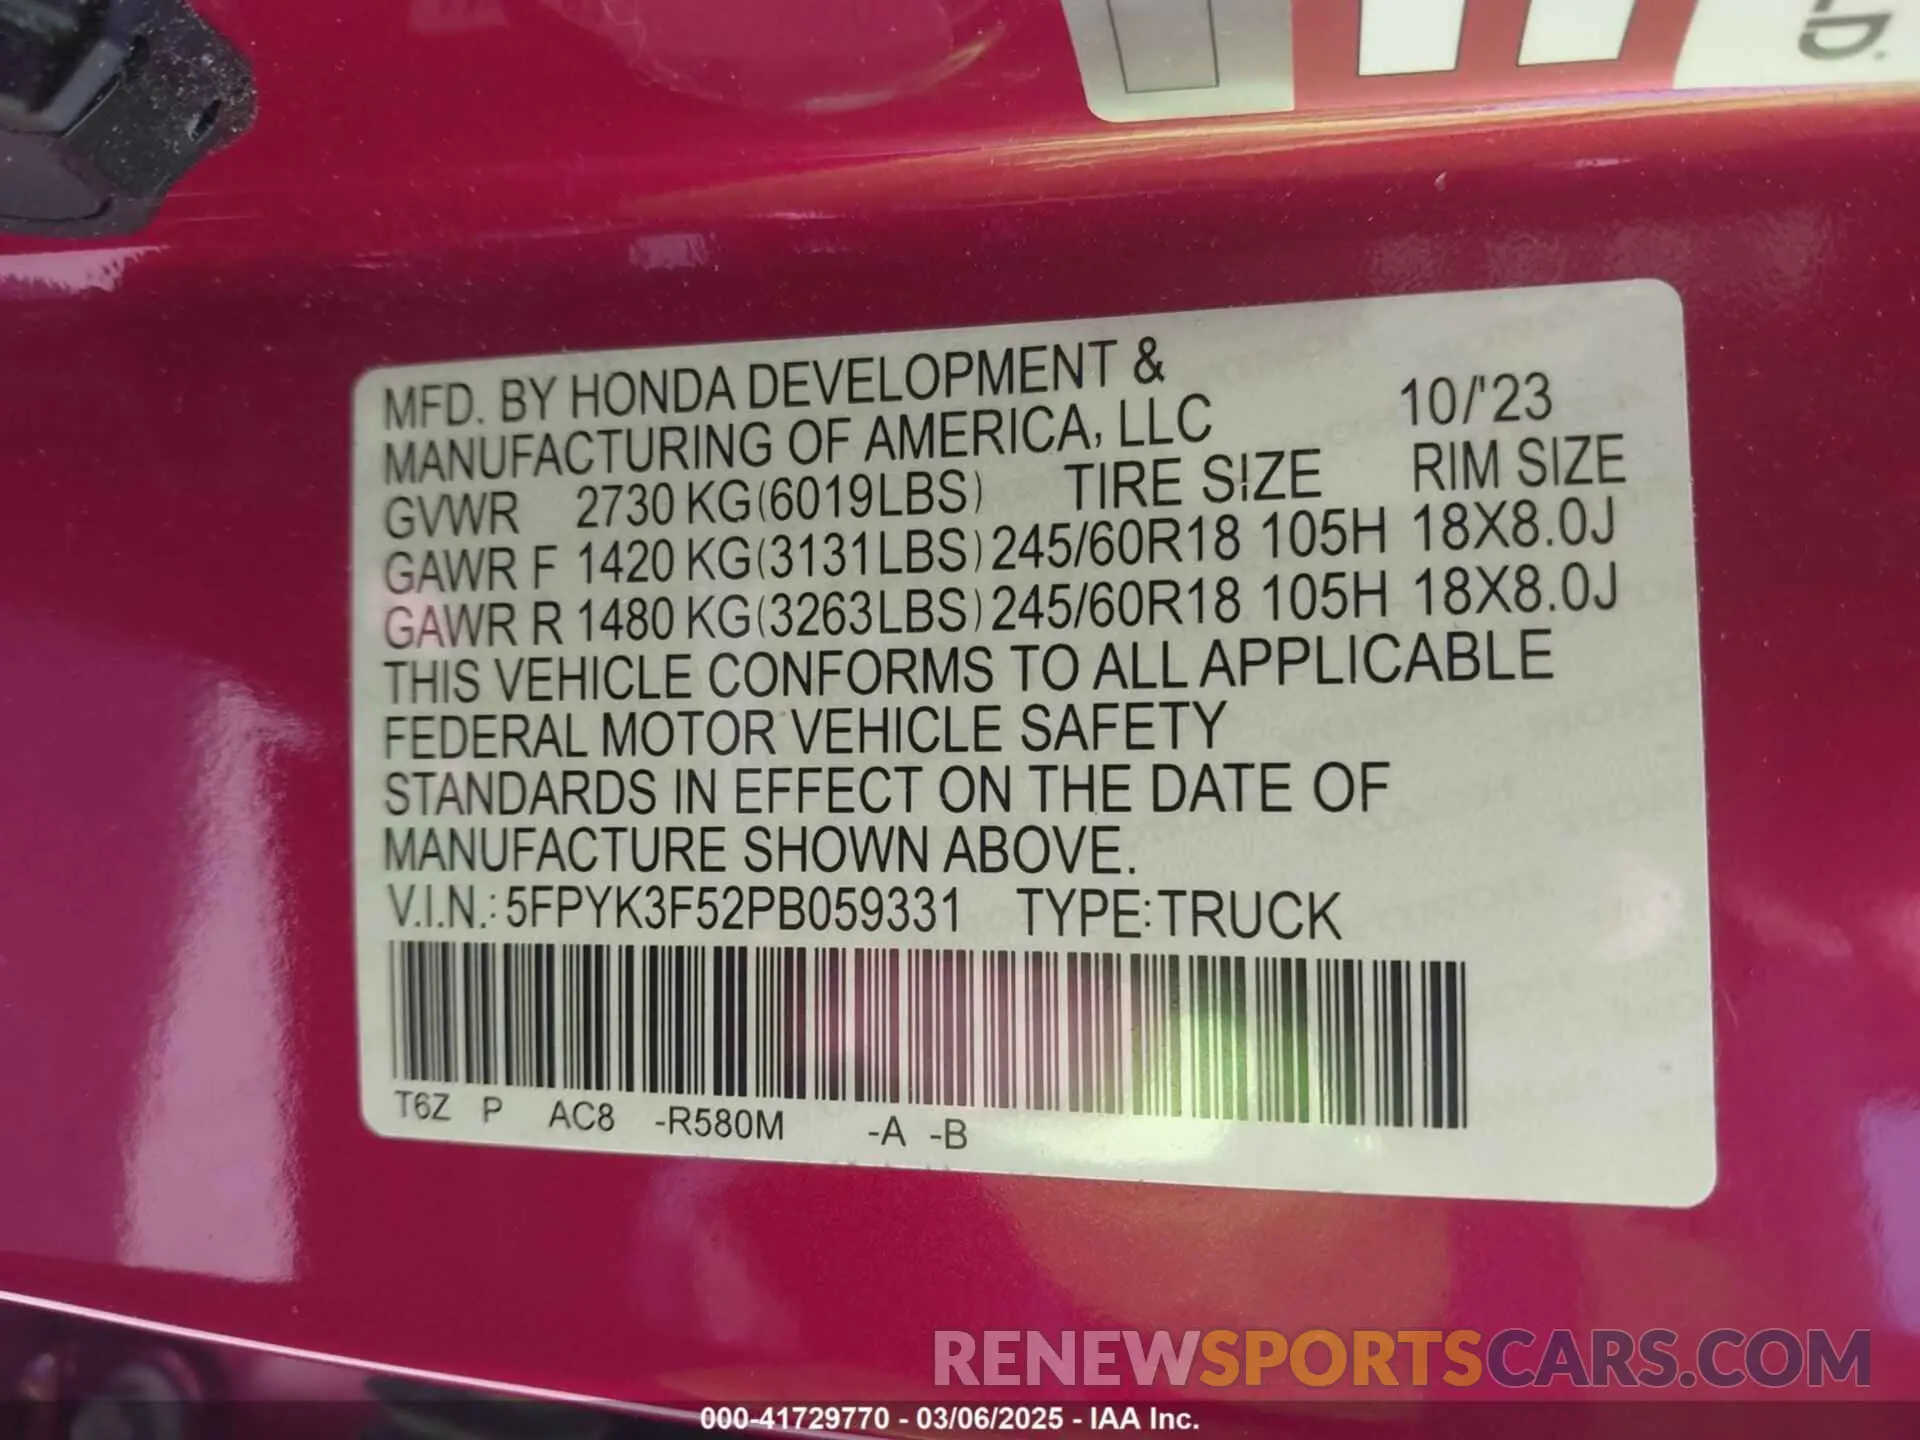 LD.
MFD. BY HONDA DEVELOPMENT &
MANUFACTURING OF AMERICA, LLC 10/'23
GVWR 2730 KG(6019LBS) TIRE SIZE RIM SIZE
GAWR F 1420 KG(3131LBS) 245/60R18 105H 18X8.0J
GAWR R 1480 KG(3263LBS) 245/60R18 105H 18X8.0J
THIS VEHICLE CONFORMS TO ALL APPLICABLE
FEDERAL MOTOR VEHICLE SAFETY
STANDARDS IN EFFECT ON THE DATE OF
MANUFACTURE SHOWN ABOVE.
V.I.N.: 5FPYK3F52PB059331 TYPE:TRUCK
T6Z P AC8 -R580M -A -B
RENEWSPORTSCARS.COM
000-41729770 - 03/06/2025 - IAA Inc.